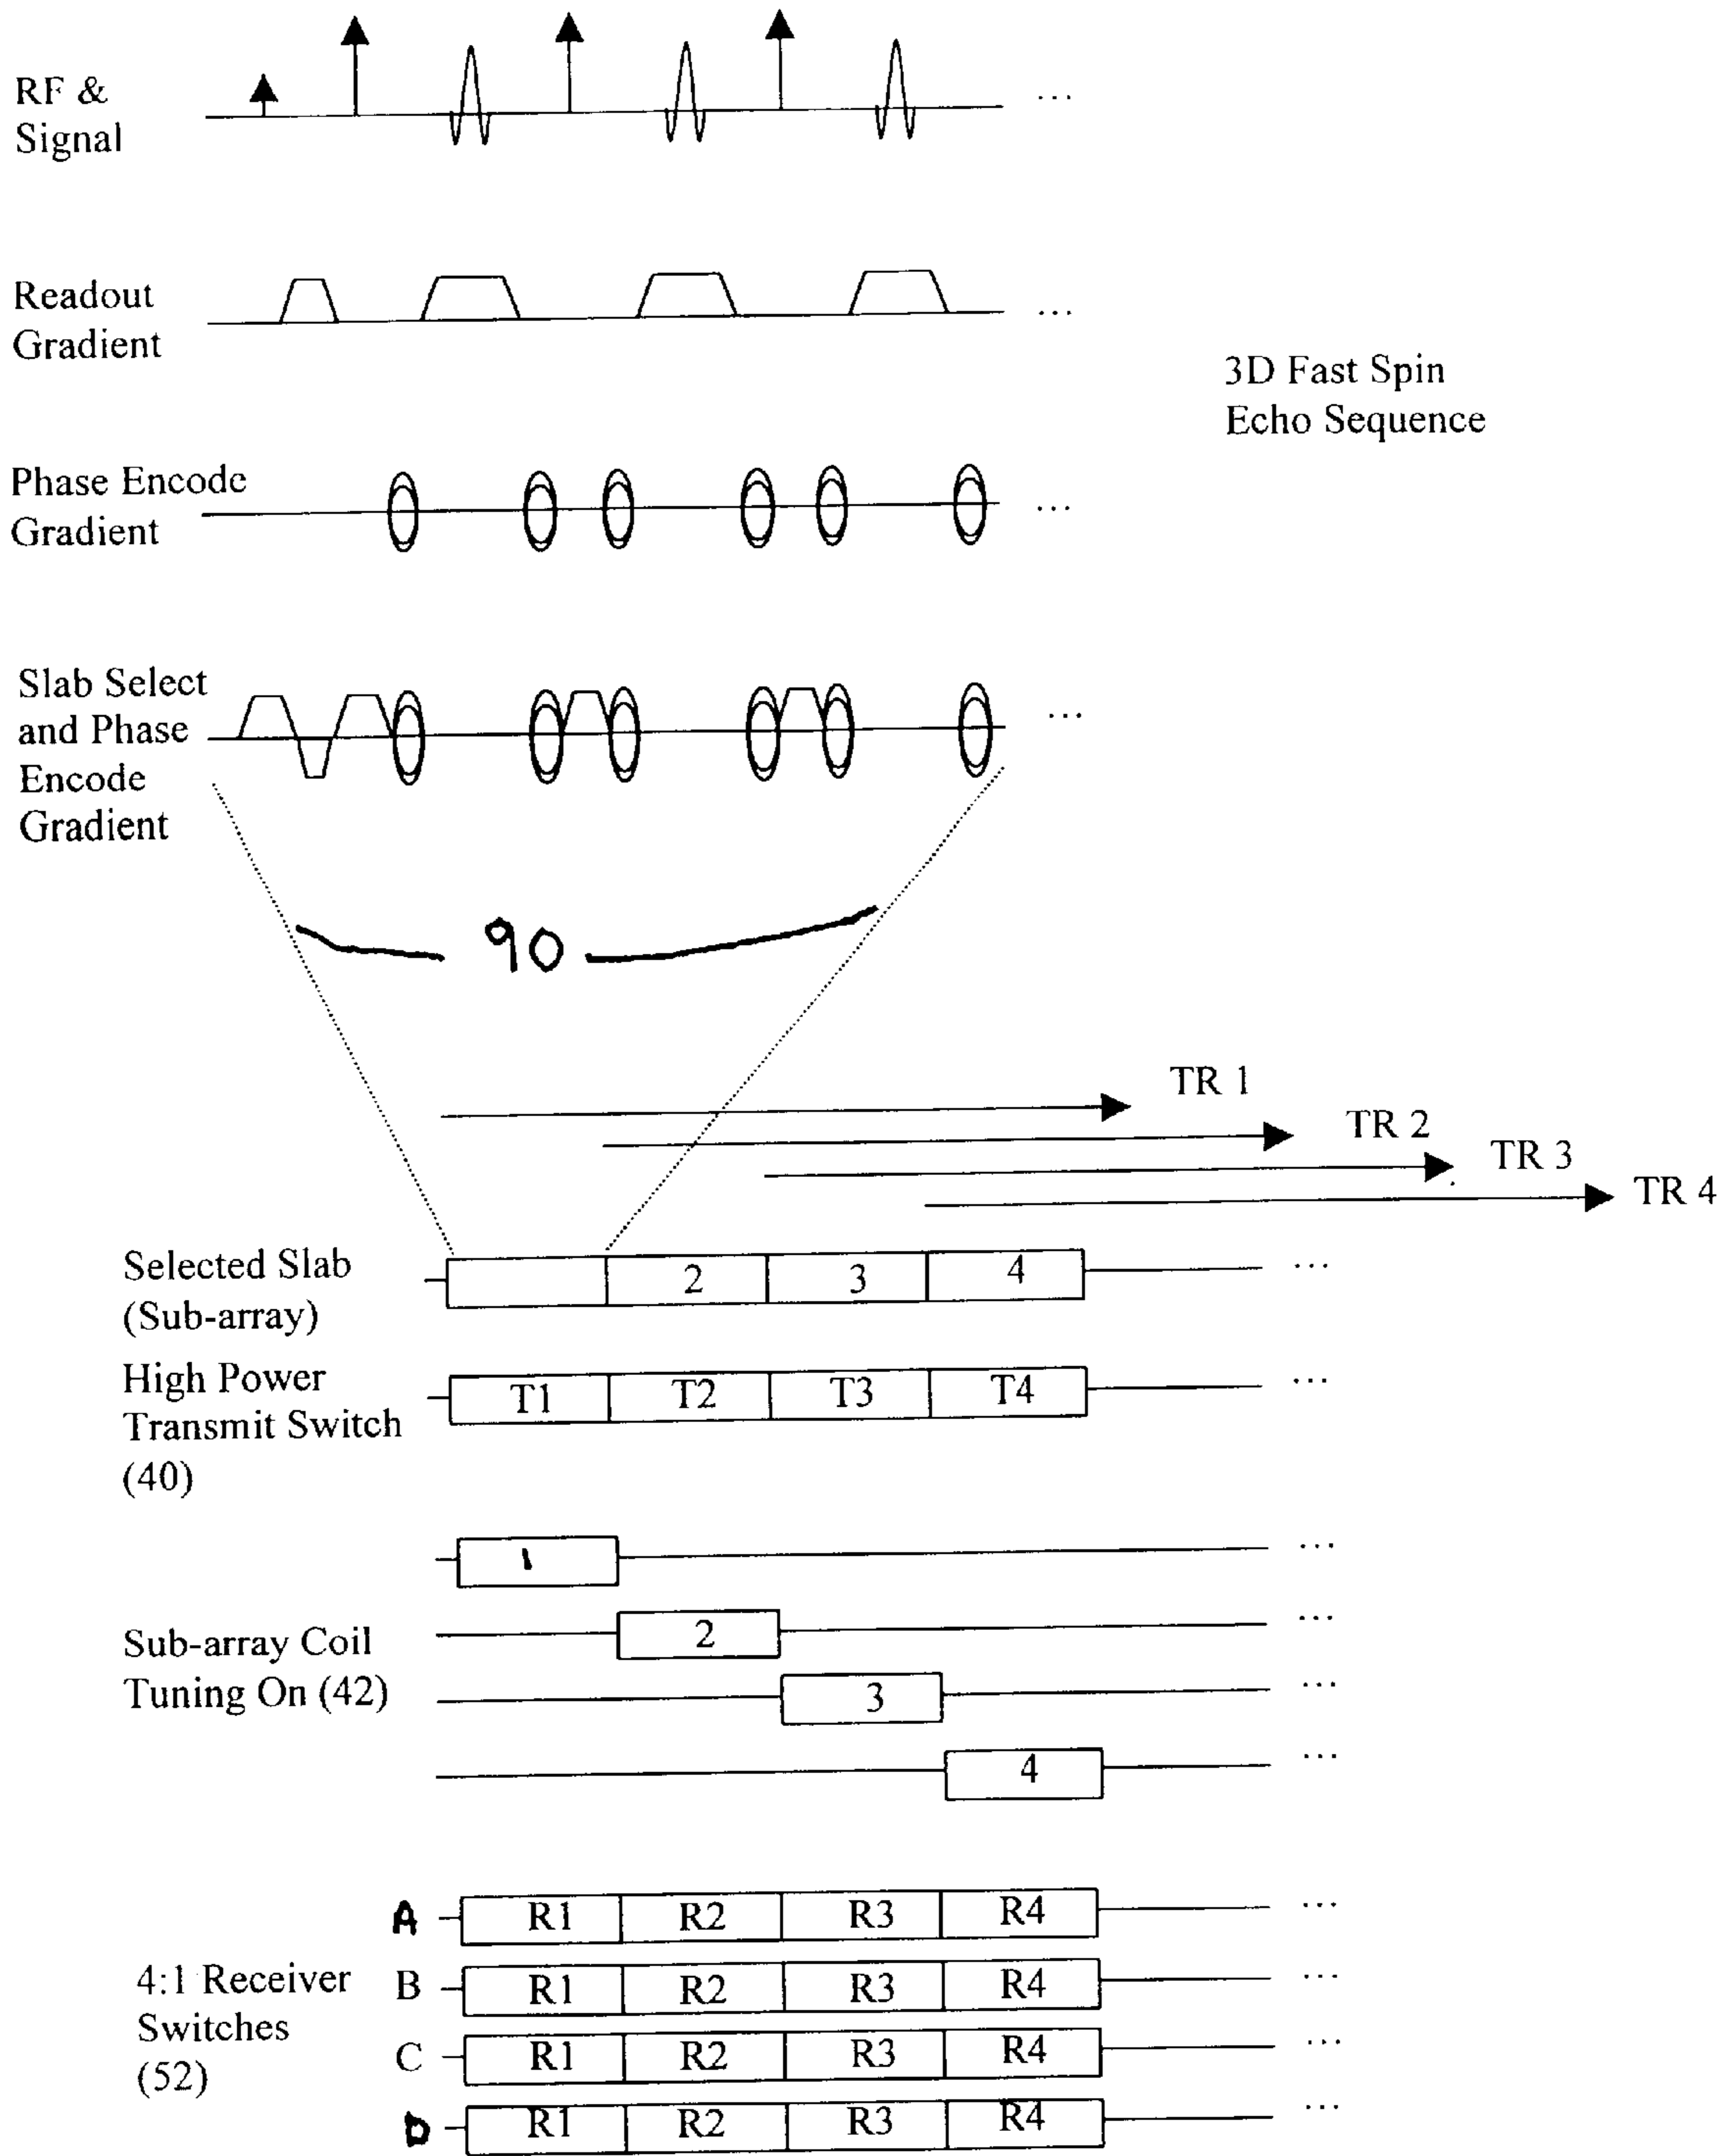 RF &
Signal
...
Readout
Gradient
...
3D Fast Spin
Echo Sequence
Phase Encode
Gradient
...
Slab Select
and Phase
Encode
Gradient
...
90
TR 1
TR 2
TR 3
TR 4
Selected Slab
(Sub-array)
2 3 4 ...
High Power
Transmit Switch
(40)
T1 T2 T3 T4 ...
1 ...
Sub-array Coil
Tuning On (42)
2 ...
3 ...
4 ...
4:1 Receiver
Switches
(52)
A R1 R2 R3 R4 ...
B R1 R2 R3 R4 ...
C R1 R2 R3 R4 ...
D R1 R2 R3 R4 ...